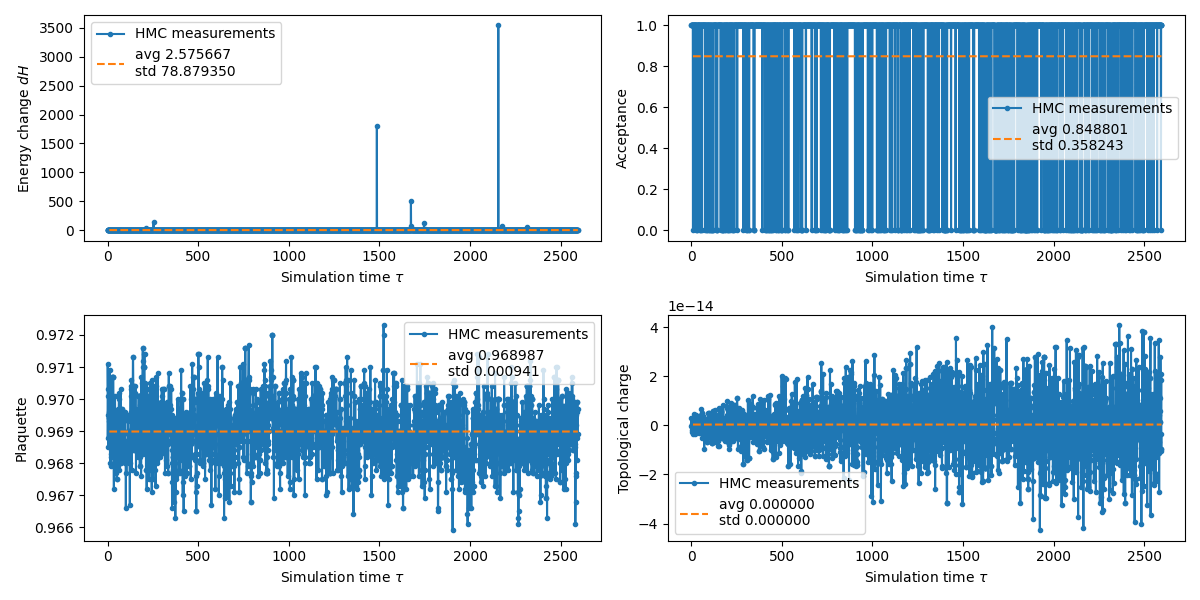 3500
3000
2500
2000
1500
1000
500
0
Energy change dH
HMC measurements
avg 2.575667
std 78.879350
0 500 1000 1500 2000 2500
Simulation time τ
1.0
0.8
0.6
0.4
0.2
0.0
Acceptance
HMC measurements
avg 0.848801
std 0.358243
0 500 1000 1500 2000 2500
Simulation time τ
0.972
0.971
0.970
0.969
0.968
0.967
0.966
Plaquette
HMC measurements
avg 0.968987
std 0.000941
0 500 1000 1500 2000 2500
Simulation time τ
1e−14
4
2
0
−2
−4
Topological charge
HMC measurements
avg 0.000000
std 0.000000
0 500 1000 1500 2000 2500
Simulation time τ